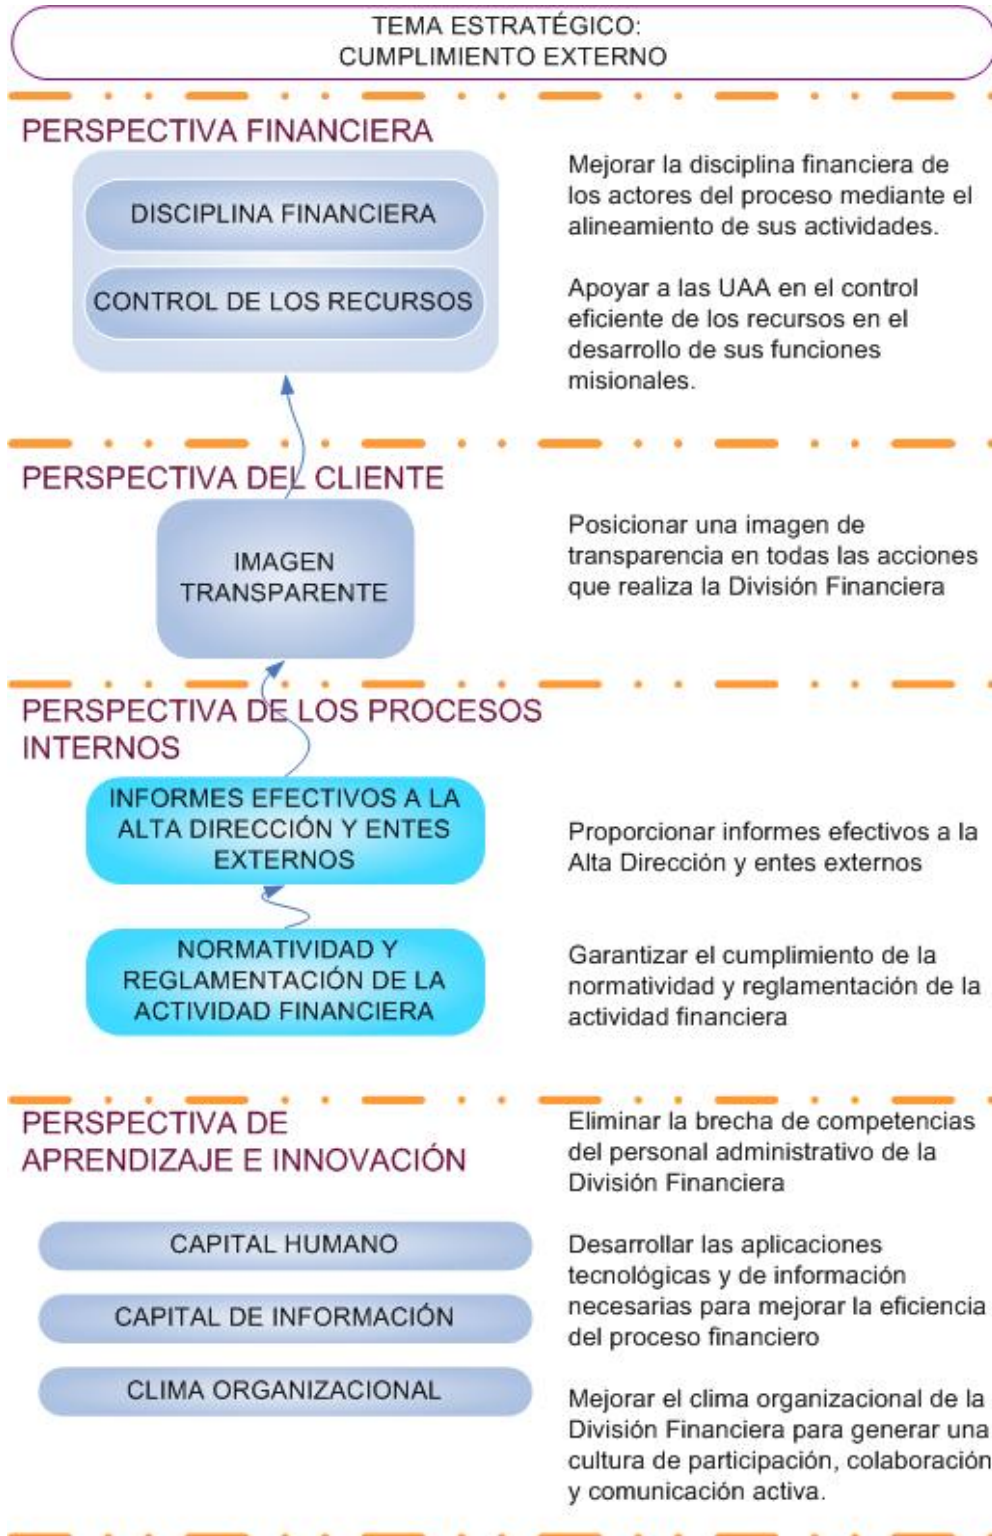 TEMA ESTRATÉGICO:
CUMPLIMIENTO EXTERNO
PERSPECTIVA FINANCIERA
DISCIPLINA FINANCIERA
CONTROL DE LOS RECURSOS
Mejorar la disciplina financiera de
los actores del proceso mediante el
alineamiento de sus actividades.
Apoyar a las UAA en el control
eficiente de los recursos en el
desarrollo de sus funciones
misionales.
PERSPECTIVA DEL CLIENTE
IMAGEN
TRANSPARENTE
Posicionar una imagen de
transparencia en todas las acciones
que realiza la División Financiera
PERSPECTIVA DE LOS PROCESOS
INTERNOS
INFORMES EFECTIVOS A LA
ALTA DIRECCIÓN Y ENTES
EXTERNOS
Proporcionar informes efectivos a la
Alta Dirección y entes externos
NORMATIVIDAD Y
REGLAMENTACIÓN DE LA
ACTIVIDAD FINANCIERA
Garantizar el cumplimiento de la
normatividad y reglamentación de la
actividad financiera
PERSPECTIVA DE
APRENDIZAJE E INNOVACIÓN
Eliminar la brecha de competencias
del personal administrativo de la
División Financiera
CAPITAL HUMANO
Desarrollar las aplicaciones
tecnológicas y de información
necesarias para mejorar la eficiencia
del proceso financiero
CAPITAL DE INFORMACIÓN
CLIMA ORGANIZACIONAL
Mejorar el clima organizacional de la
División Financiera para generar una
cultura de participación, colaboración
y comunicación activa.